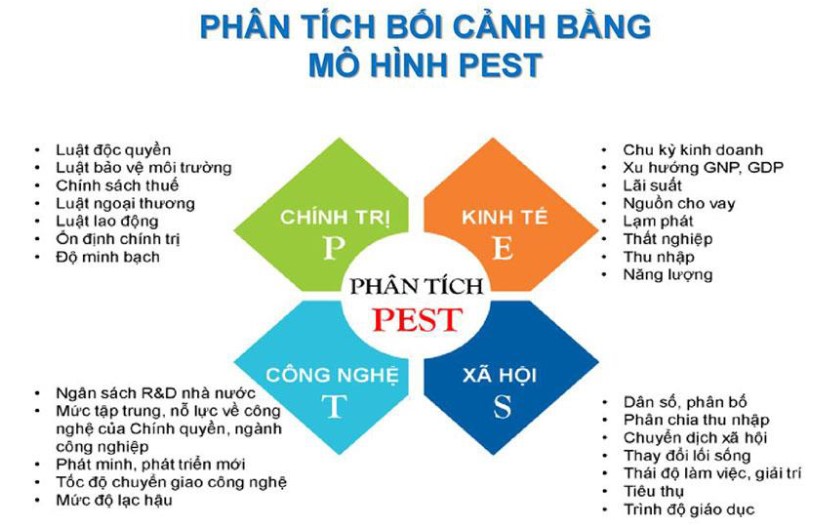 PHÂN TÍCH BỐI CẢNH BẰNG
MÔ HÌNH PEST
• Luật độc quyền
• Luật bảo vệ môi trường
• Chính sách thuế
• Luật ngoại thương
• Luật lao động
• Ổn định chính trị
• Độ minh bạch
CHÍNH TRỊ
P
KINH TẾ
E
• Chu kỳ kinh doanh
• Xu hướng GNP, GDP
• Lãi suất
• Nguồn cho vay
• Lạm phát
• Thất nghiệp
• Thu nhập
• Năng lượng
PHÂN TÍCH
PEST
CÔNG NGHỆ
T
XÃ HỘI
S
• Ngân sách R&D nhà nước
• Mức tập trung, nỗ lực về công
nghệ của Chính quyền, ngành
công nghiệp
• Phát minh, phát triển mới
• Tốc độ chuyển giao công nghệ
• Mức độ lạc hậu
• Dân số, phân bố
• Phân chia thu nhập
• Chuyển dịch xã hội
• Thay đổi lối sống
• Thái độ làm việc, giải trí
• Tiêu thụ
• Trình độ giáo dục